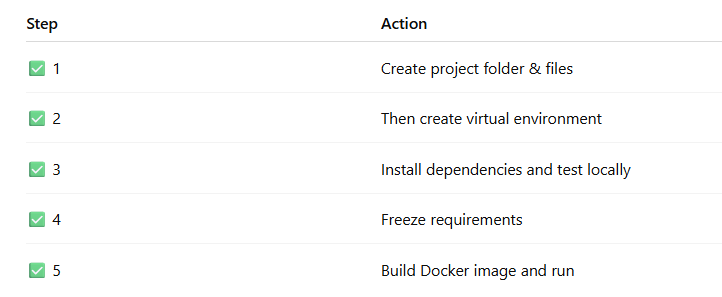 Step Action
✅ 1 Create project folder & files
✅ 2 Then create virtual environment
✅ 3 Install dependencies and test locally
✅ 4 Freeze requirements
✅ 5 Build Docker image and run